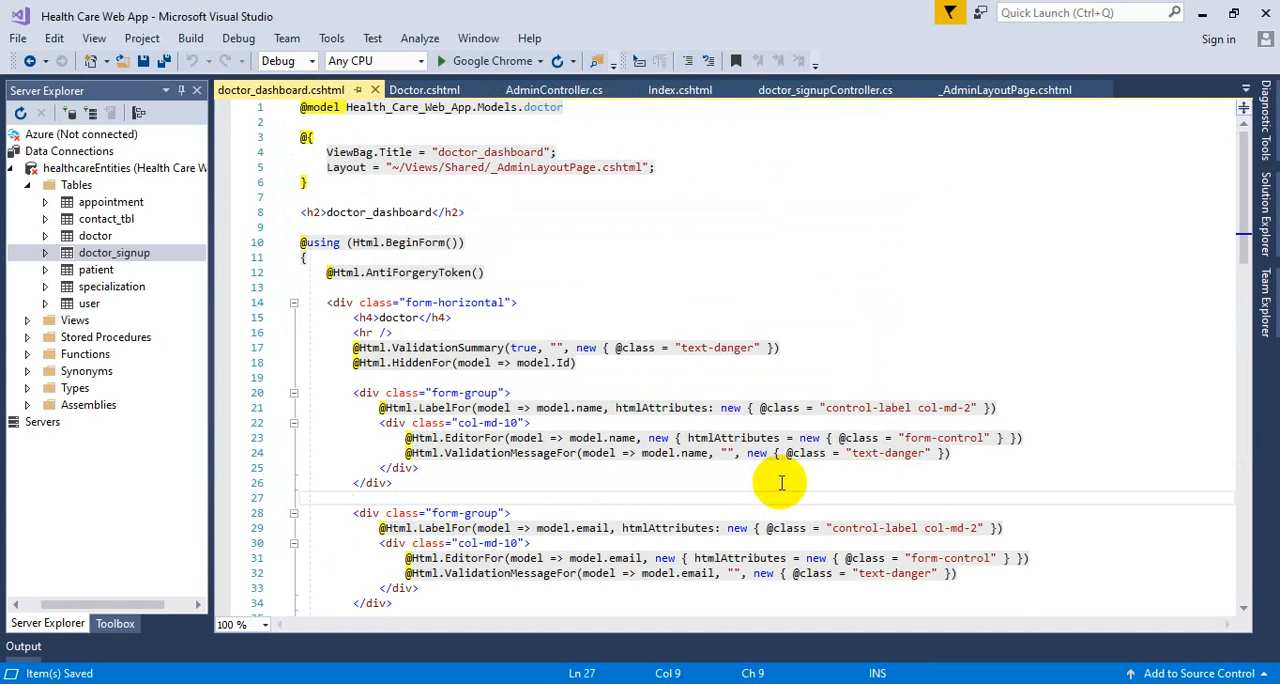 Health Care Web App - Microsoft Visual Studio
Quick Launch (Ctrl+Q)
File Edit View Project Build Debug Team Tools Test Analyze Window Help
Sign in
Debug Any CPU Google Chrome
Server Explorer
doctor_dashboard.cshtml Doctor.cshtml AdminController.cs Index.cshtml doctor_signupController.cs _AdminLayoutPage.cshtml
Azure (Not connected)
Data Connections
healthcareEntities (Health Care W
Tables
appointment
contact_tbl
doctor
doctor_signup
patient
specialization
user
Views
Stored Procedures
Functions
Synonyms
Types
Assemblies
Servers
Server Explorer Toolbox
1 @model Health_Care_Web_App.Models.doctor
2
3 @{
4 ViewBag.Title = "doctor_dashboard";
5 Layout = "~/Views/Shared/_AdminLayoutPage.cshtml";
6 }
7
8 <h2>doctor_dashboard</h2>
9
10 @using (Html.BeginForm())
11 {
12 @Html.AntiForgeryToken()
13
14 <div class="form-horizontal">
15 <h4>doctor</h4>
16 <hr />
17 @Html.ValidationSummary(true, "", new { @class = "text-danger" })
18 @Html.HiddenFor(model => model.Id)
19
20 <div class="form-group">
21 @Html.LabelFor(model => model.name, htmlAttributes: new { @class = "control-label col-md-2" })
22 <div class="col-md-10">
23 @Html.EditorFor(model => model.name, new { htmlAttributes = new { @class = "form-control" } })
24 @Html.ValidationMessageFor(model => model.name, "", new { @class = "text-danger" })
25 </div>
26 </div>
27
28 <div class="form-group">
29 @Html.LabelFor(model => model.email, htmlAttributes: new { @class = "control-label col-md-2" })
30 <div class="col-md-10">
31 @Html.EditorFor(model => model.email, new { htmlAttributes = new { @class = "form-control" } })
32 @Html.ValidationMessageFor(model => model.email, "", new { @class = "text-danger" })
33 </div>
34 </div>
100 %
Diagnostic Tools
Solution Explorer
Team Explorer
Output
Item(s) Saved Ln 27 Col 9 Ch 9 INS Add to Source Control